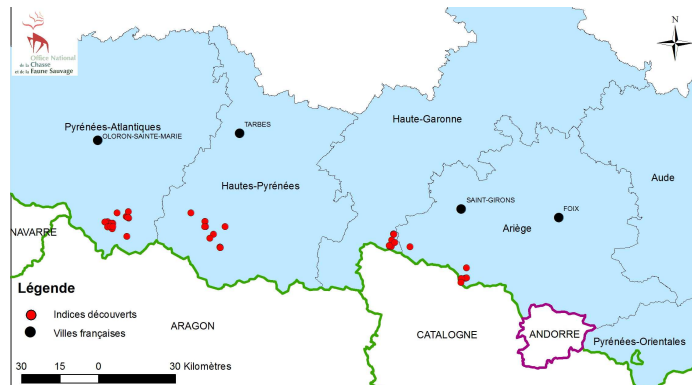 Office National
de la Chasse
et de la Faune Sauvage
N
Pyrénées-Atlantiques
OLORON-SAINTE-MARIE
TARBES
Haute-Garonne
Hautes-Pyrénées
SAINT-GIRONS
FOIX
Ariège
Aude
NAVARRE
Légende
Indices découverts
Villes françaises
ARAGON
CATALOGNE
ANDORRE
Pyrénées-Orientales
30 15 0 30 Kilomètres